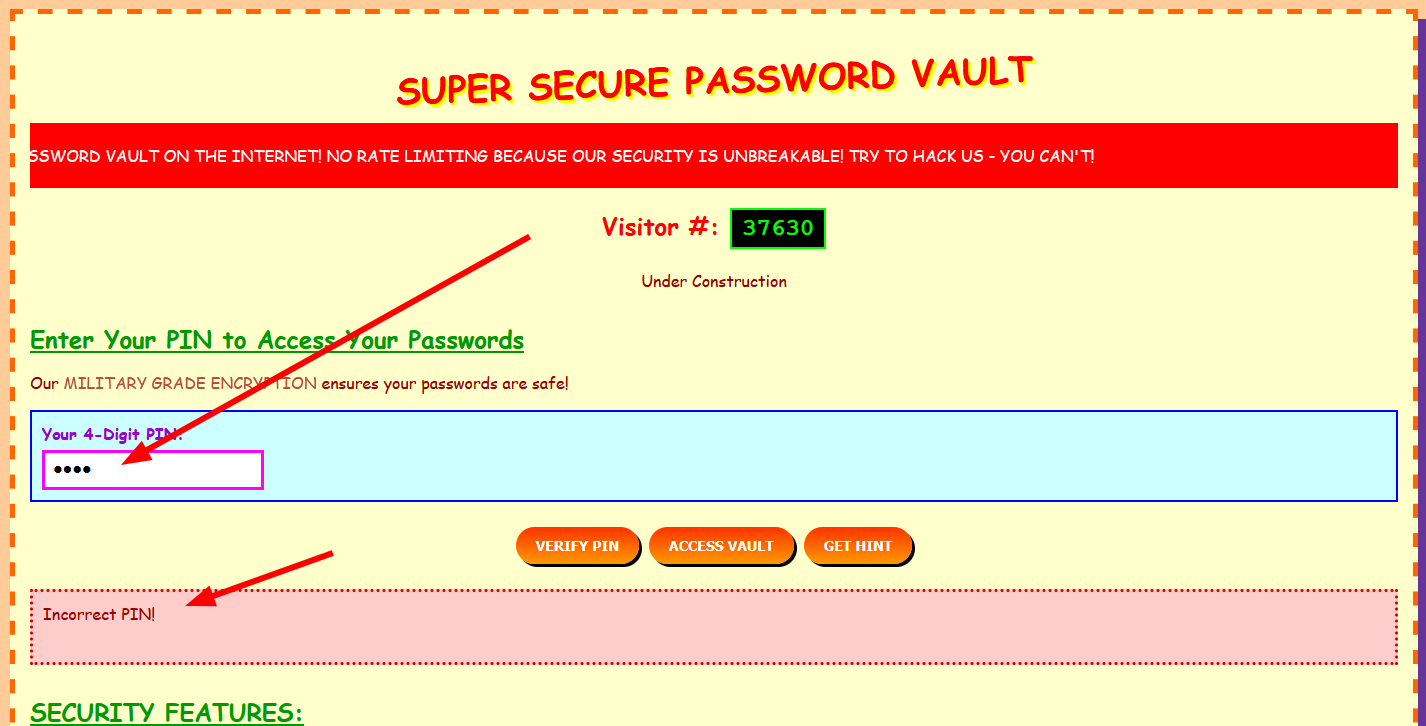 SUPER SECURE PASSWORD VAULT
SSWORD VAULT ON THE INTERNET! NO RATE LIMITING BECAUSE OUR SECURITY IS UNBREAKABLE! TRY TO HACK US - YOU CAN'T!
Visitor #: 37630
Under Construction
Enter Your PIN to Access Your Passwords
Our MILITARY GRADE ENCRYPTION ensures your passwords are safe!
Your 4-Digit PIN:
••••
VERIFY PIN ACCESS VAULT GET HINT
Incorrect PIN!
SECURITY FEATURES: